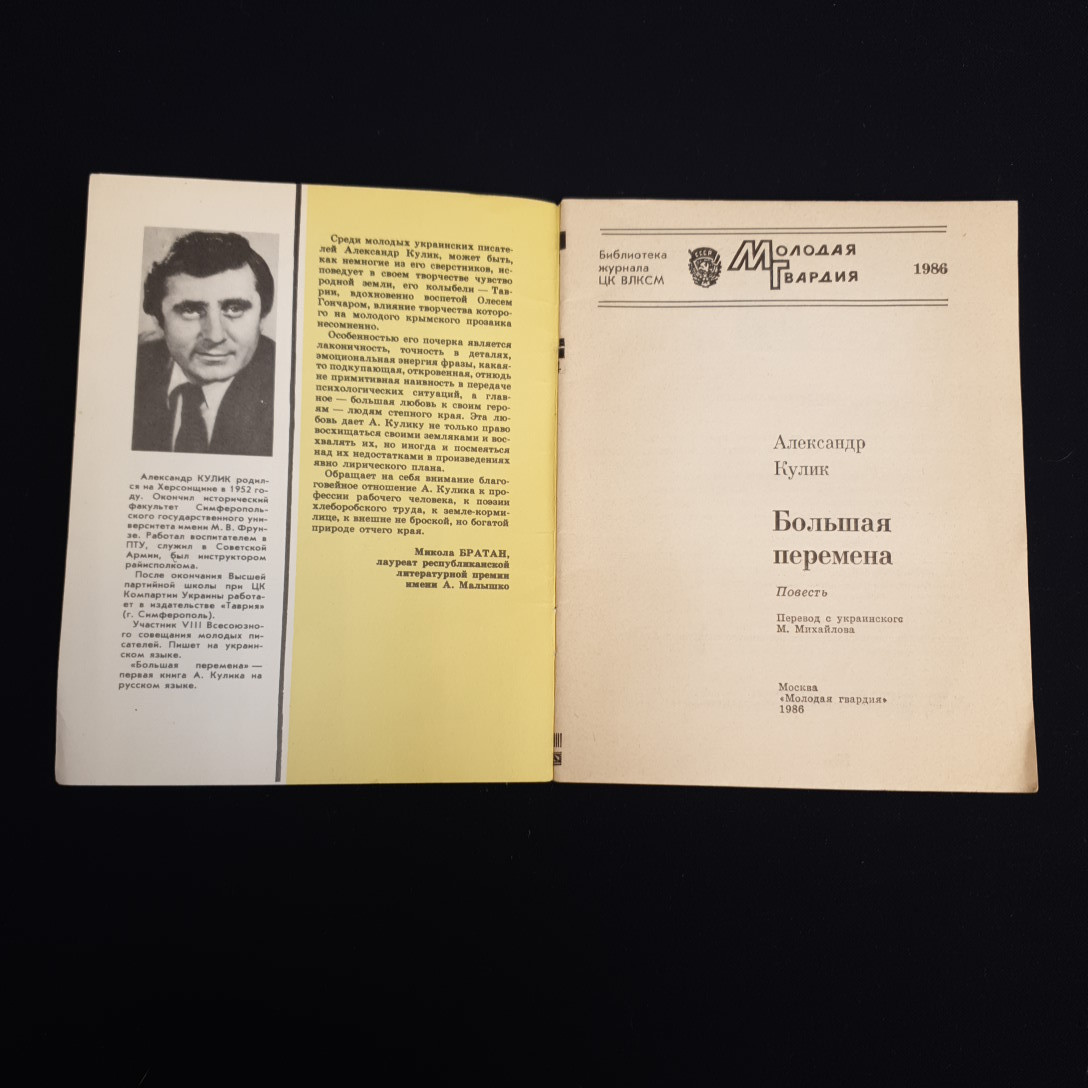 Александр КУЛИК родил-
ся на Херсонщине в 1952 го-
ду. Окончил исторический
факультет Симферополь-
ского государственного уни-
верситета имени М. В. Фрун-
зе. Работал воспитателем в
ПТУ, служил в Советской
Армии, был инструктором
райисполкома.
После окончания Высшей
партийной школы при ЦК
Компартии Украины работа-
ет в издательстве «Таврия»
(г. Симферополь).
Участник VIII Всесоюзно-
го совещания молодых пи-
сателей. Пишет на украин-
ском языке.
«Большая перемена» —
первая книга А. Кулика на
русском языке.
Среди молодых украинских писате-
лей Александр Кулик, может быть,
как немногие из его сверстников, ис-
поведует в своем творчестве чувство
родной земли, его колыбели — Тав-
рии, вдохновенно воспетой Олесем
Гончаром, влияние творчества которо-
го на молодого крымского прозаика
несомненно.
Особенностью его почерка является
лаконичность, точность в деталях,
эмоциональная энергия фразы, какая-
то подкупающая, откровенная, отнюдь
не примитивная наивность в передаче
психологических ситуаций, а глав-
ное — большая любовь к своим геро-
ям — людям степного края. Эта лю-
бовь дает А. Кулику не только право
восхищаться своими земляками и вос-
хвалять их, но иногда и посмеяться
над их недостатками в произведениях
явно лирического плана.
Обращает на себя внимание благо-
говейное отношение А. Кулика к про-
фессии рабочего человека, к поэзии
хлеборобского труда, к земле-корми-
лице, к внешне не броской, но богатой
природе отчего края.
Микола БРАТАН,
лауреат республиканской
литературной премии
имени А. Малышко
Библиотека
журнала
ЦК ВЛКСМ
СССР
МОЛОДАЯ
ГВАРДИЯ
1986
Александр
Кулик
Большая
перемена
Повесть
Перевод с украинского
М. Михайлова
Москва
«Молодая гвардия»
1986